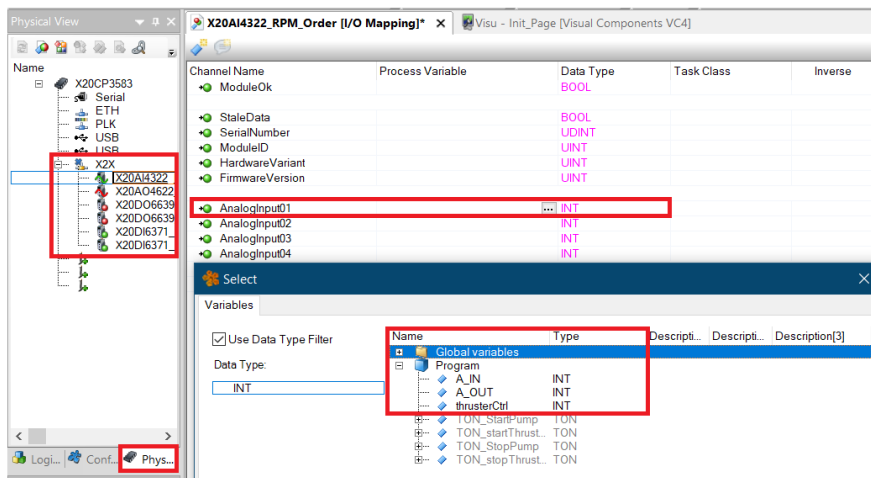 Physical View
X20AI4322_RPM_Order [I/O Mapping]*
Visu - Init_Page [Visual Components VC4]
Name
X20CP3583
Serial
ETH
PLK
USB
USB
X2X
X20AI4322
X20AO4622
X20DO6639
X20DO6639
X20DI6371_
X20DI6371_
Logi...
Conf...
Phys...
Channel Name Process Variable Data Type Task Class Inverse
ModuleOk BOOL
StaleData BOOL
SerialNumber UDINT
ModuleID UINT
HardwareVariant UINT
FirmwareVersion UINT
AnalogInput01 ... INT
AnalogInput02 INT
AnalogInput03 INT
AnalogInput04 INT
Select
Variables
Use Data Type Filter
Data Type:
INT
Name Type Descripti... Descripti... Description[3]
Global variables
Program
A_IN INT
A_OUT INT
thrusterCtrl INT
TON_StartPump TON
TON_startThrust... TON
TON_StopPump TON
TON_stopThrust... TON